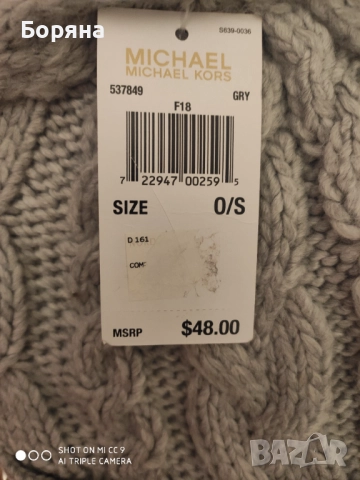 Боряна
S639-0036
MICHAEL
MICHAEL KORS
537849 GRY
F18
7 22947 00259 5
SIZE O/S
D 161
COM
MSRP $48.00
SHOT ON MI CC 9
AI TRIPLE CAMERA
BAZAR